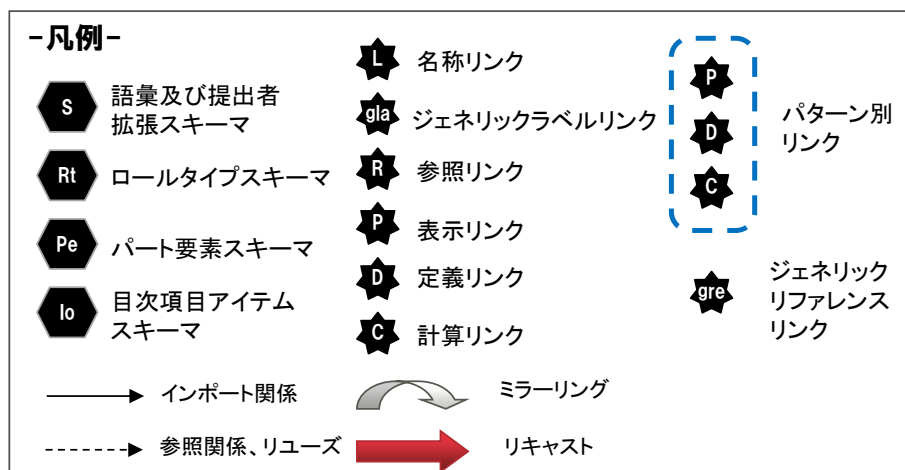 -凡例-
S 語彙及び提出者
拡張スキーマ
Rt ロールタイプスキーマ
Pe パート要素スキーマ
Io 目次項目アイテム
スキーマ
L 名称リンク
gla ジェネリックラベルリンク
R 参照リンク
P 表示リンク
D 定義リンク
C 計算リンク
P
D
C
パターン別
リンク
gre
ジェネリック
リファレンス
リンク
インポート関係
ミラーリング
参照関係、リユーズ
リキャスト